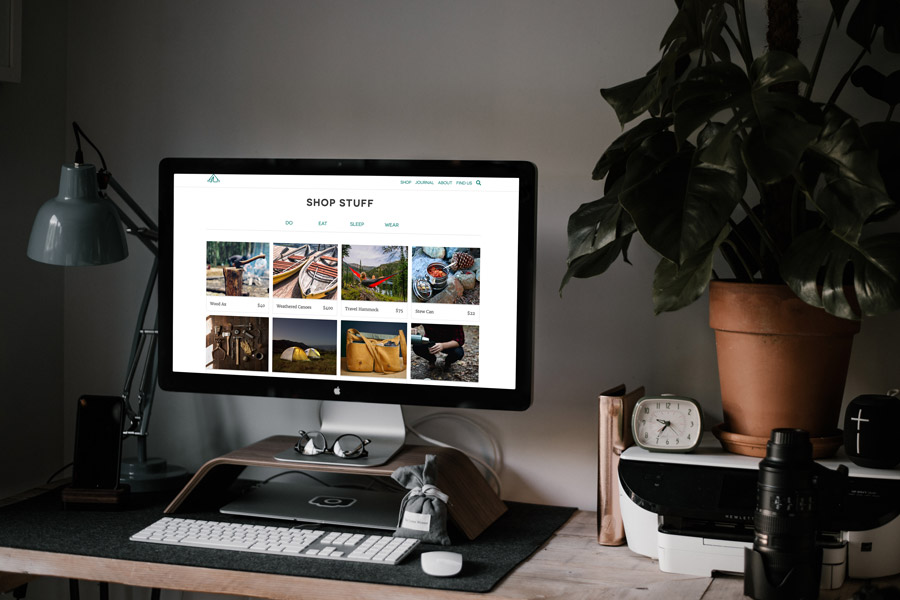 SHOP JOURNAL ABOUT FIND US
SHOP STUFF
DO EAT SLEEP WEAR
Wood Ax $40
Weathered Canoes $400
Travel Hammock $75
Stew Can $22